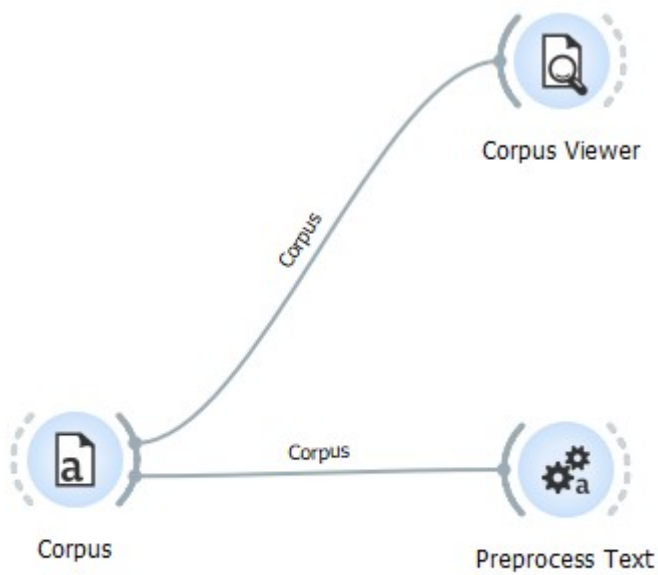 Corpus Viewer
Corpus
Corpus
a
Corpus
a
Preprocess Text